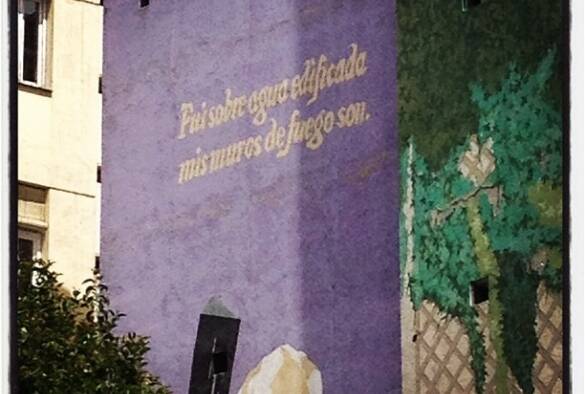 Fui sobre agua edificada
mis muros de fuego son.